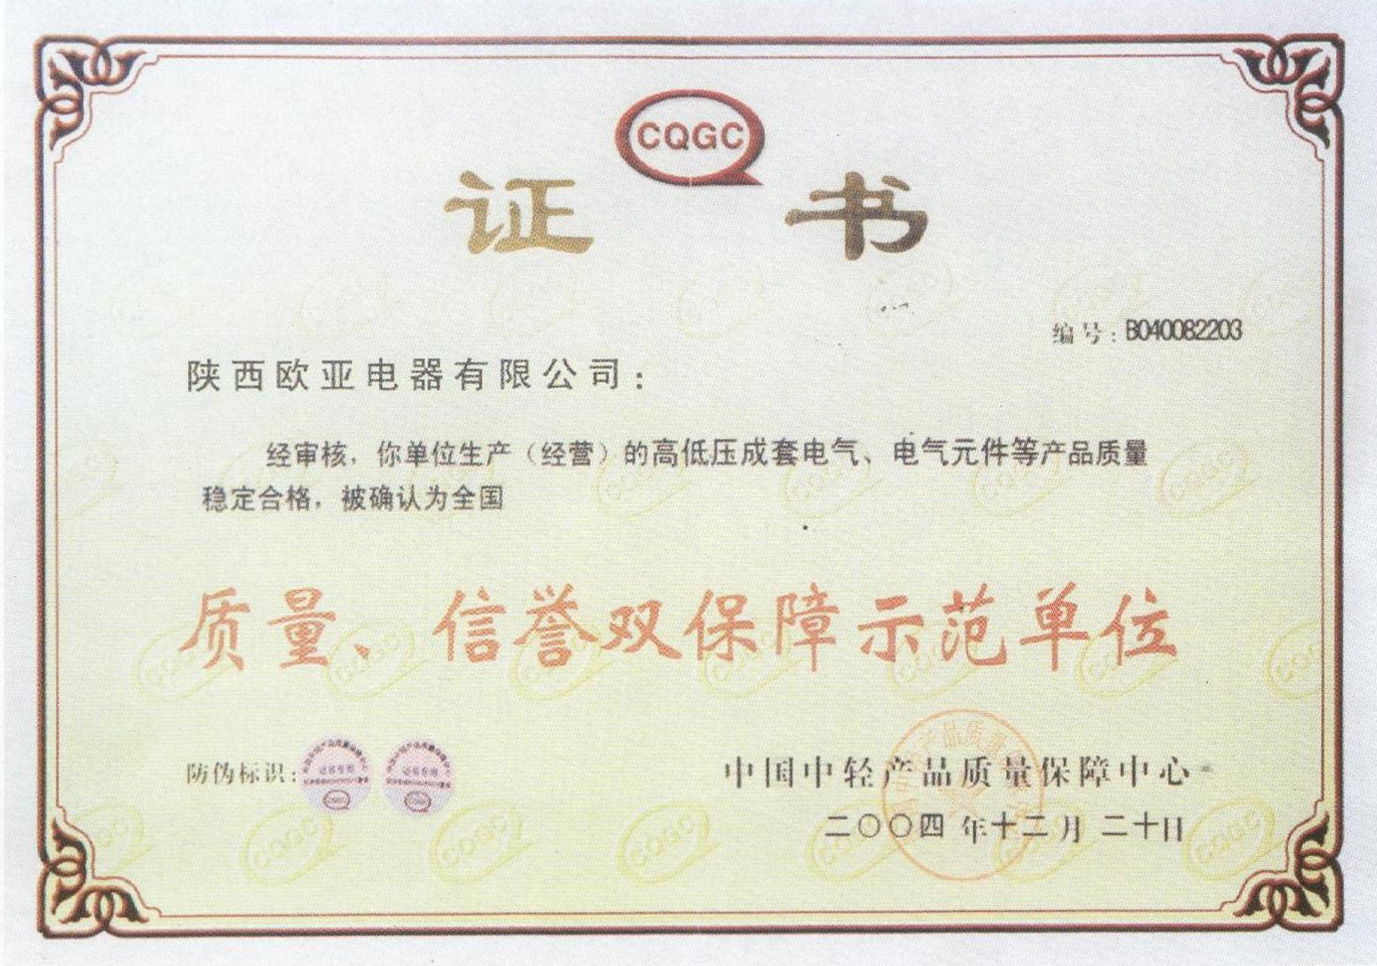 CQGC
证书
编号：B040082203
陕西欧亚电器有限公司：
经审核，你单位生产（经营）的高低压成套电气、电气元件等产品质量
稳定合格，被确认为全国
质量、信誉双保障示范单位
防伪标识：
中国中轻产品质量保障中心
二〇〇四年十二月二十日